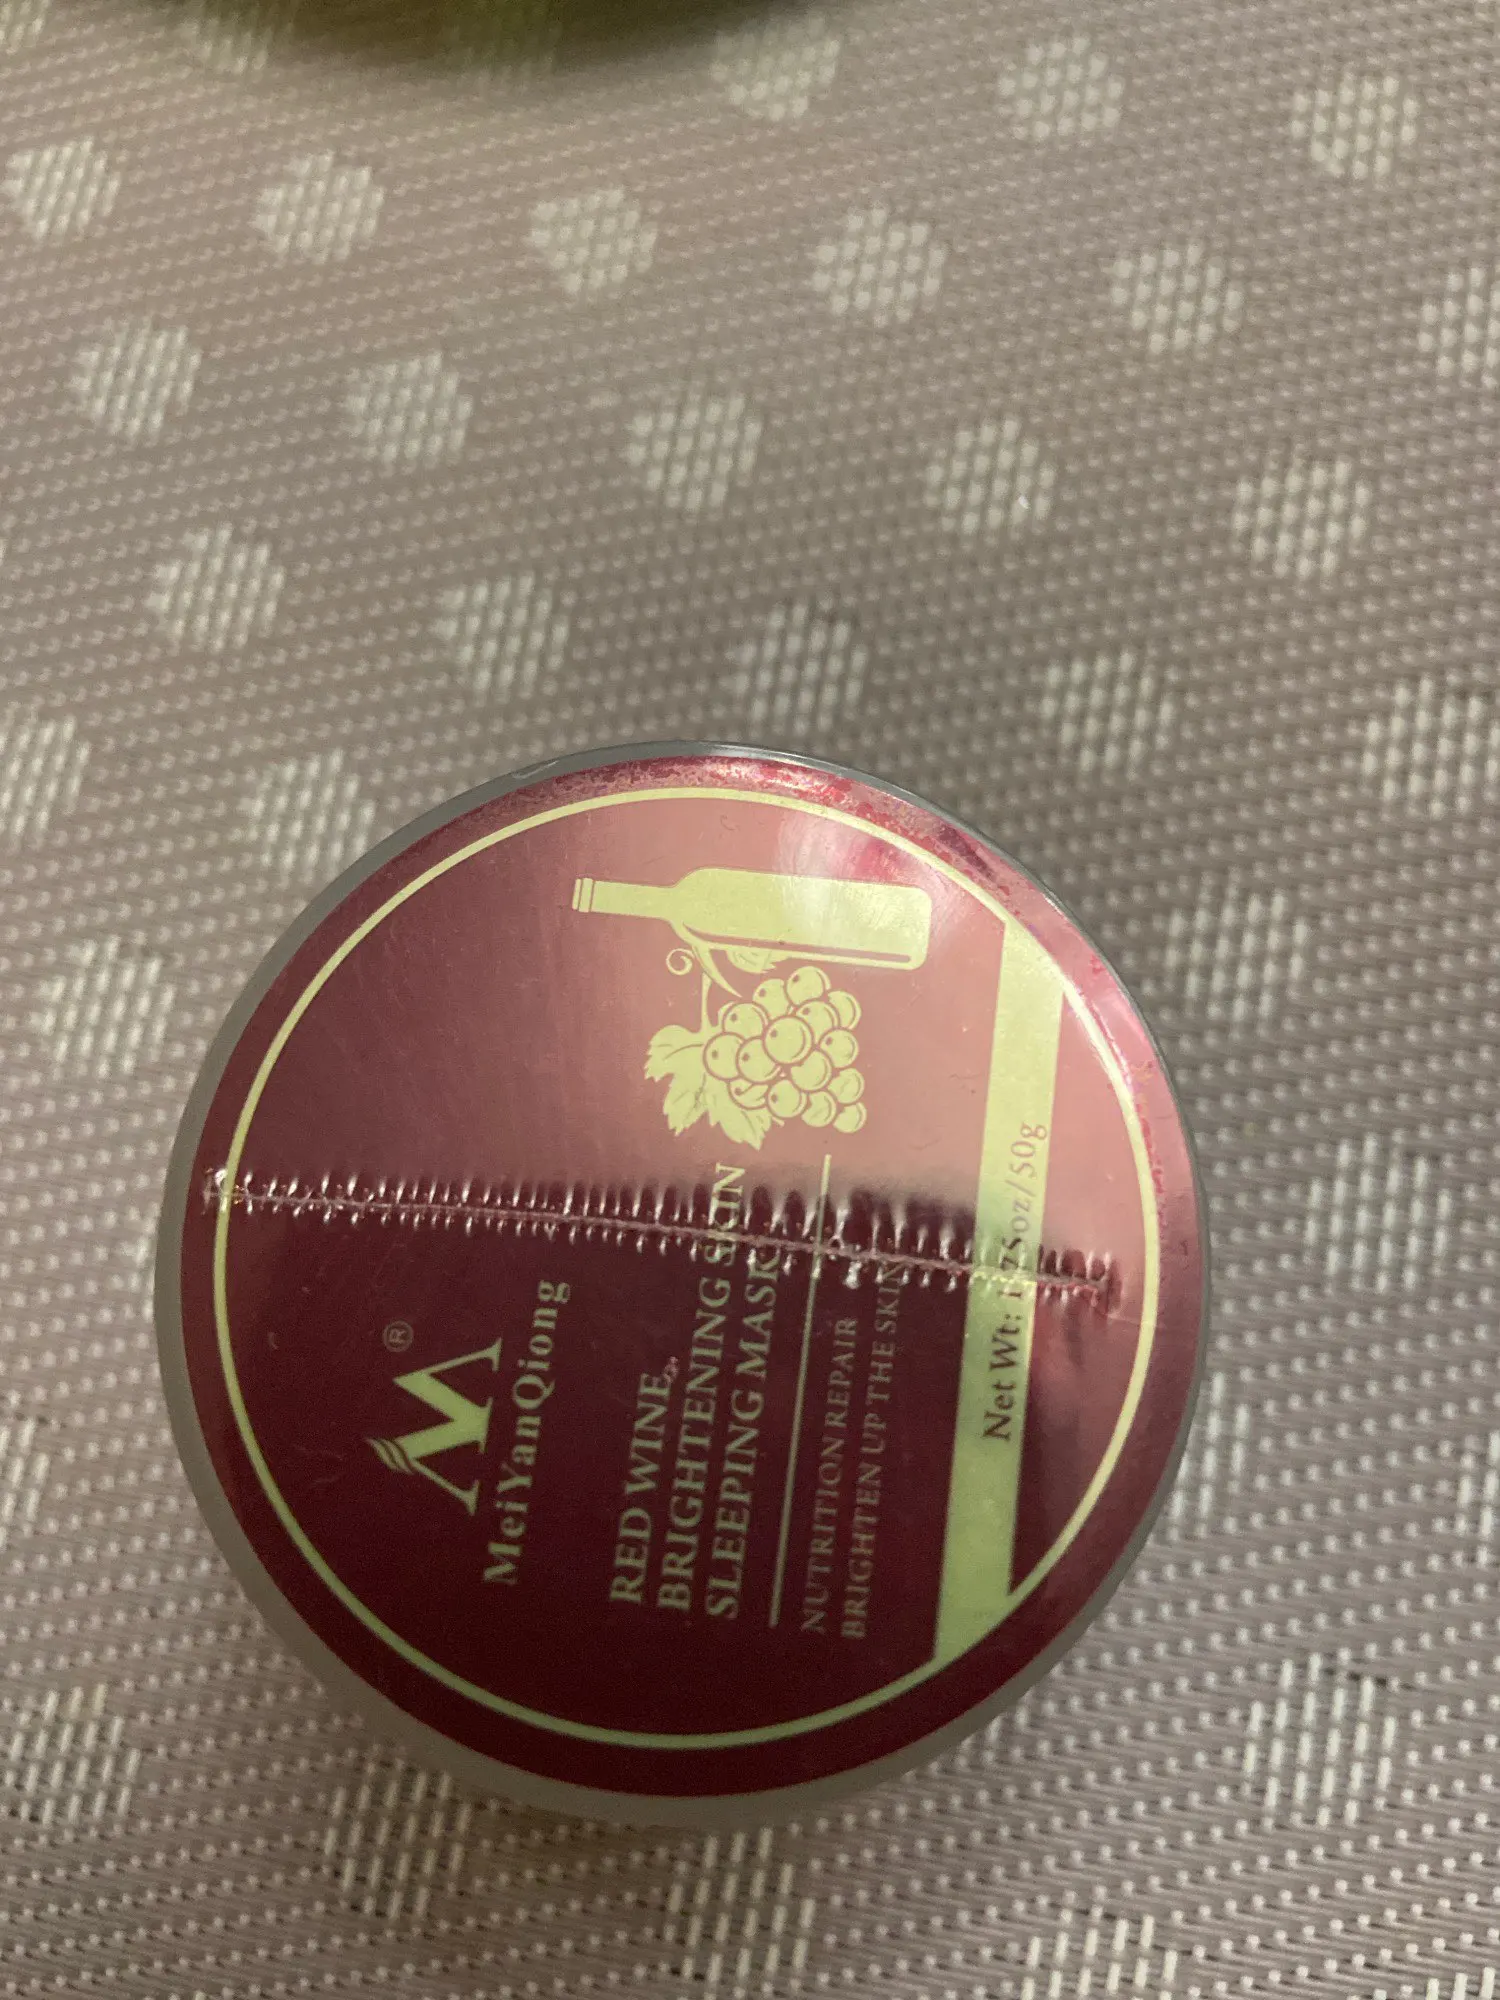 M®
MeiYanQiong
RED WINE
BRIGHTENING SKIN
SLEEPING MASK
NUTRITION REPAIR
BRIGHTEN UP THE SKIN
Net Wt: 1.75oz/50g